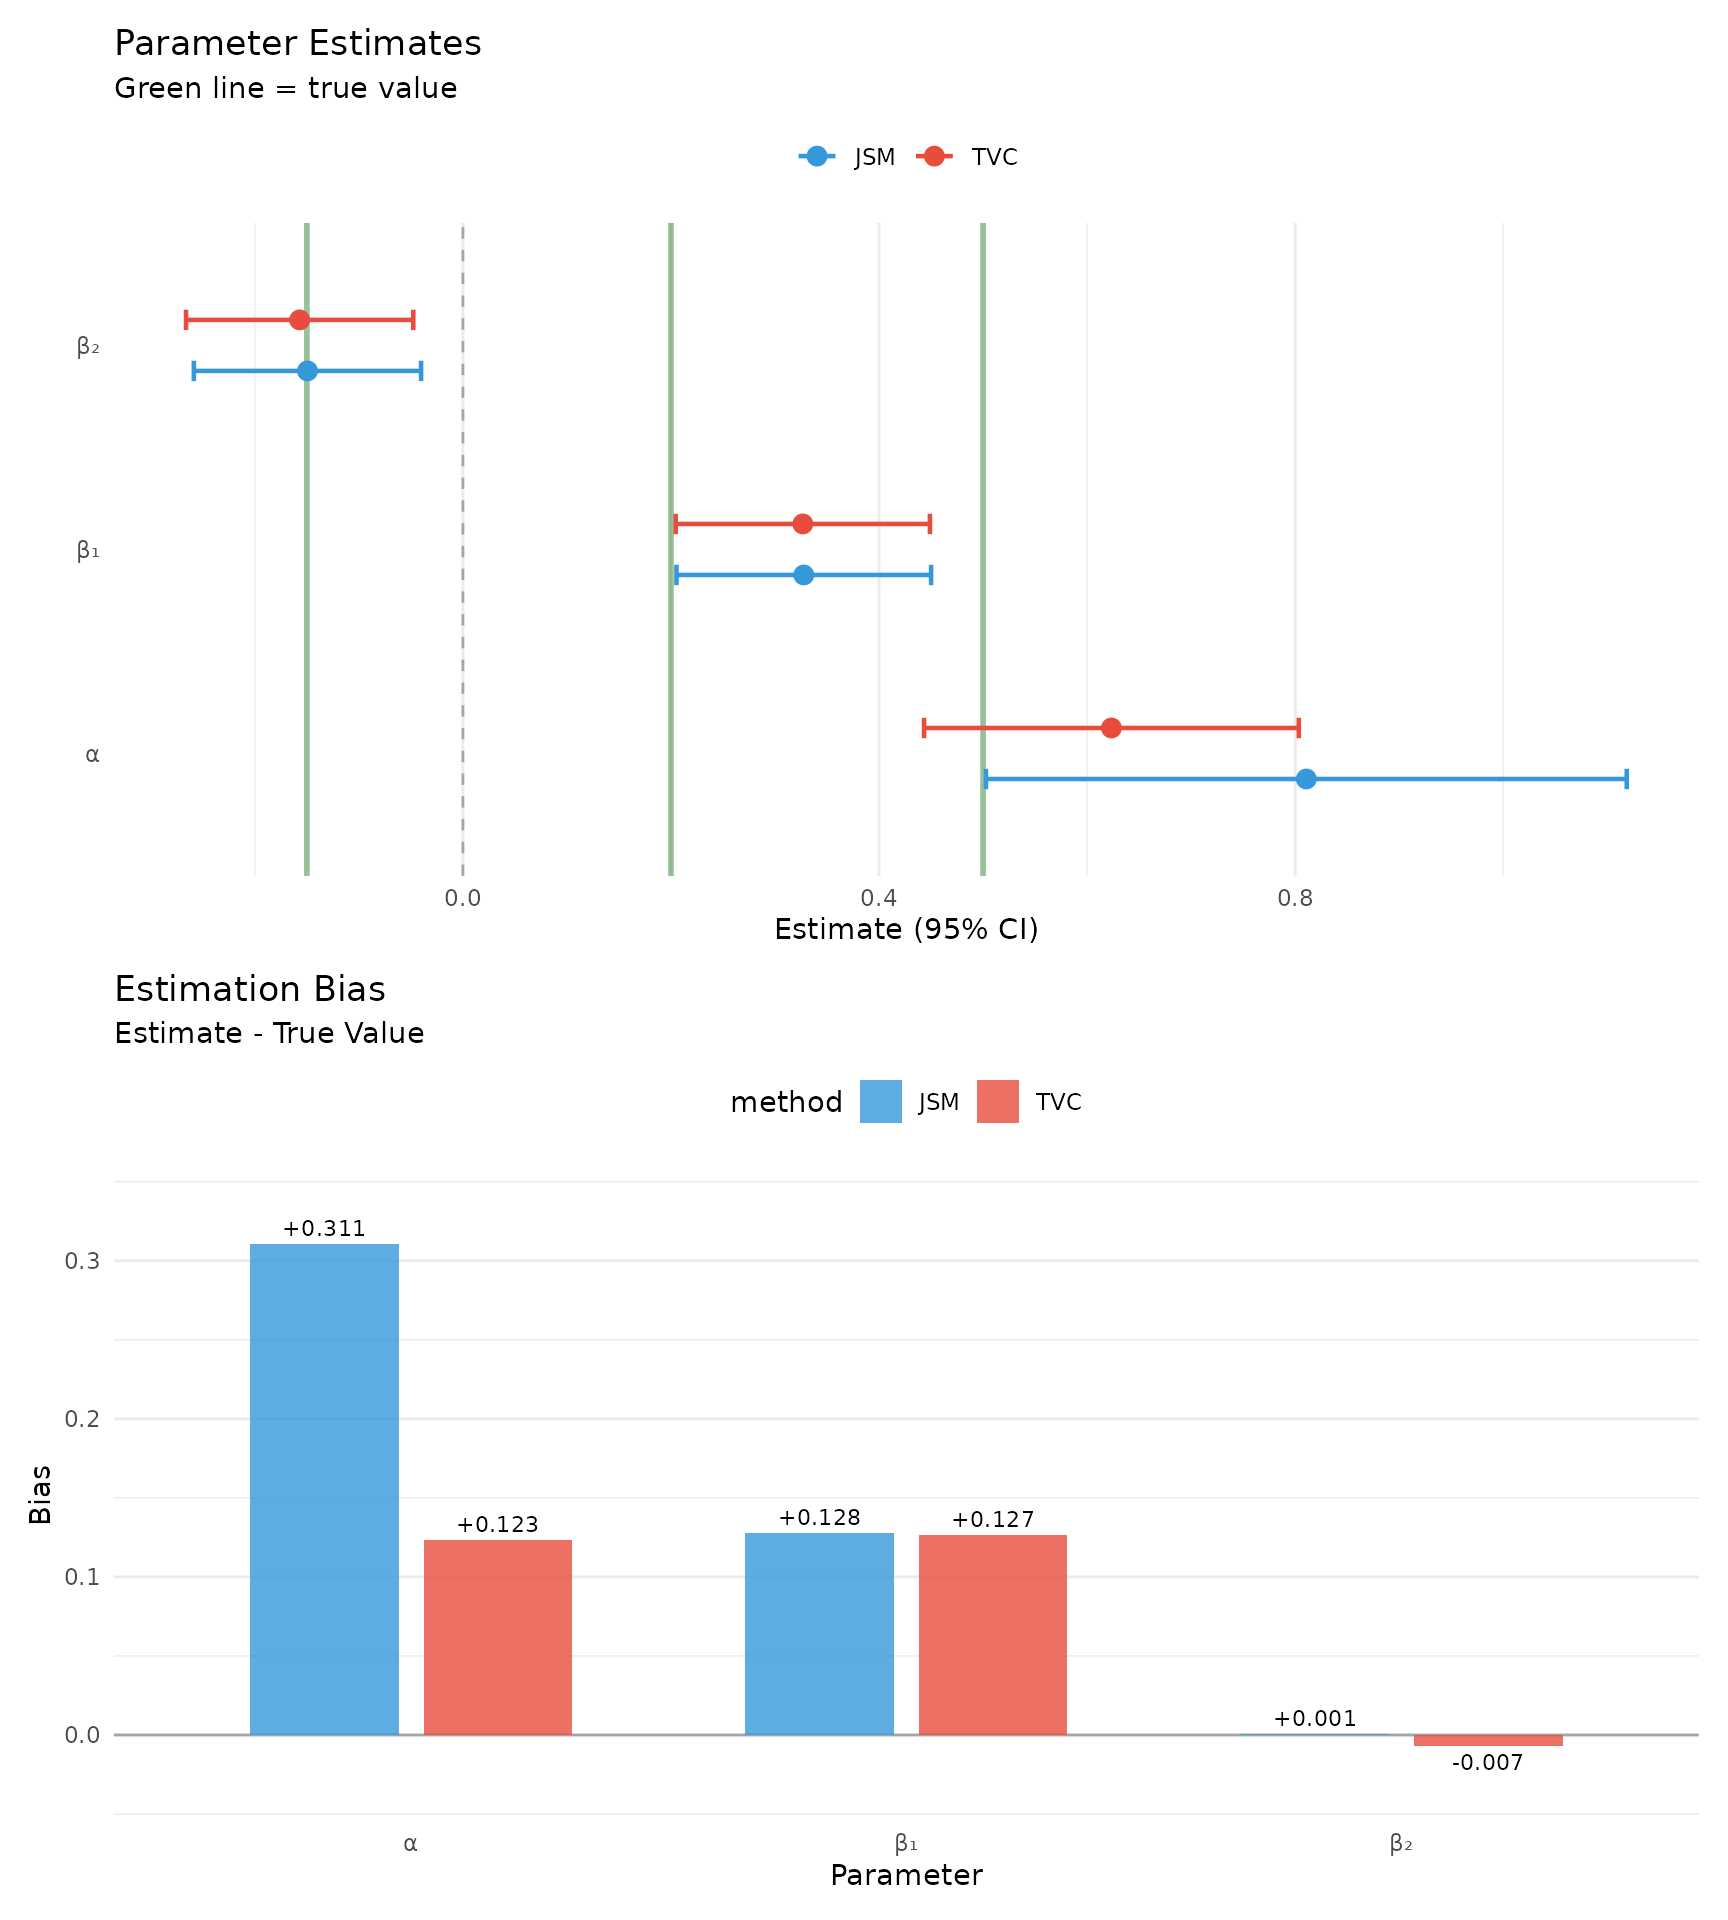 Parameter Estimates
Green line = true value
JSM TVC
β₂
β₁
α
0.0 0.4 0.8
Estimate (95% CI)
Estimation Bias
Estimate - True Value
method JSM TVC
+0.311
0.3
0.2
Bias
+0.123 +0.128 +0.127
0.1
+0.001
0.0
-0.007
α β₁ β₂
Parameter